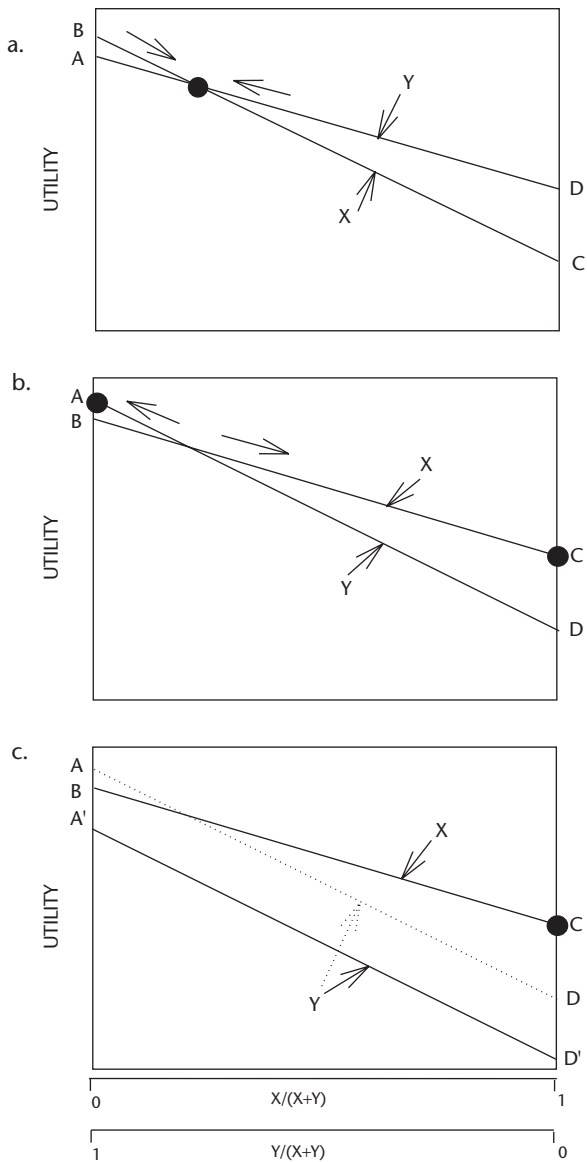 a.
B
A
UTILITY
Y
X
D
C
b.
A
B
UTILITY
X
Y
C
D
c.
A
B
A'
UTILITY
X
C
Y
D
D'
0 X/(X+Y) 1
1 Y/(X+Y) 0